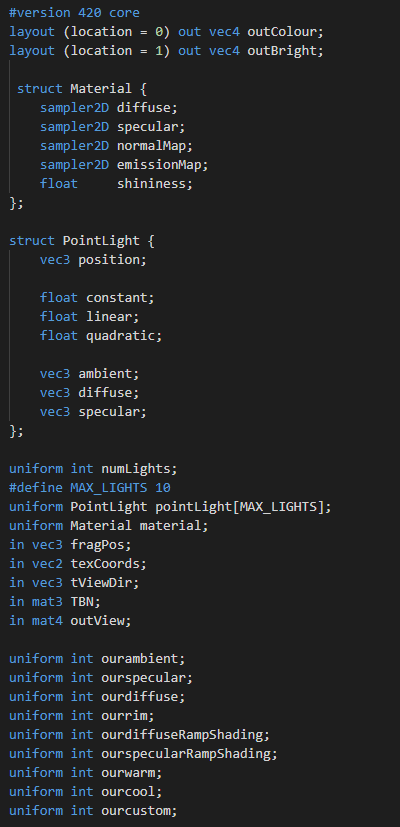 #version 420 core
layout (location = 0) out vec4 outColour;
layout (location = 1) out vec4 outBright;
struct Material {
sampler2D diffuse;
sampler2D specular;
sampler2D normalMap;
sampler2D emissionMap;
float     shininess;
};
struct PointLight {
vec3 position;
float constant;
float linear;
float quadratic;
vec3 ambient;
vec3 diffuse;
vec3 specular;
};
uniform int numLights;
#define MAX_LIGHTS 10
uniform PointLight pointLight[MAX_LIGHTS];
uniform Material material;
in vec3 fragPos;
in vec2 texCoords;
in vec3 tViewDir;
in mat3 TBN;
in mat4 outView;
uniform int ourambient;
uniform int ourspecular;
uniform int ourdiffuse;
uniform int ourrim;
uniform int ourdiffuseRampShading;
uniform int ourspecularRampShading;
uniform int ourwarm;
uniform int ourcool;
uniform int ourcustom;